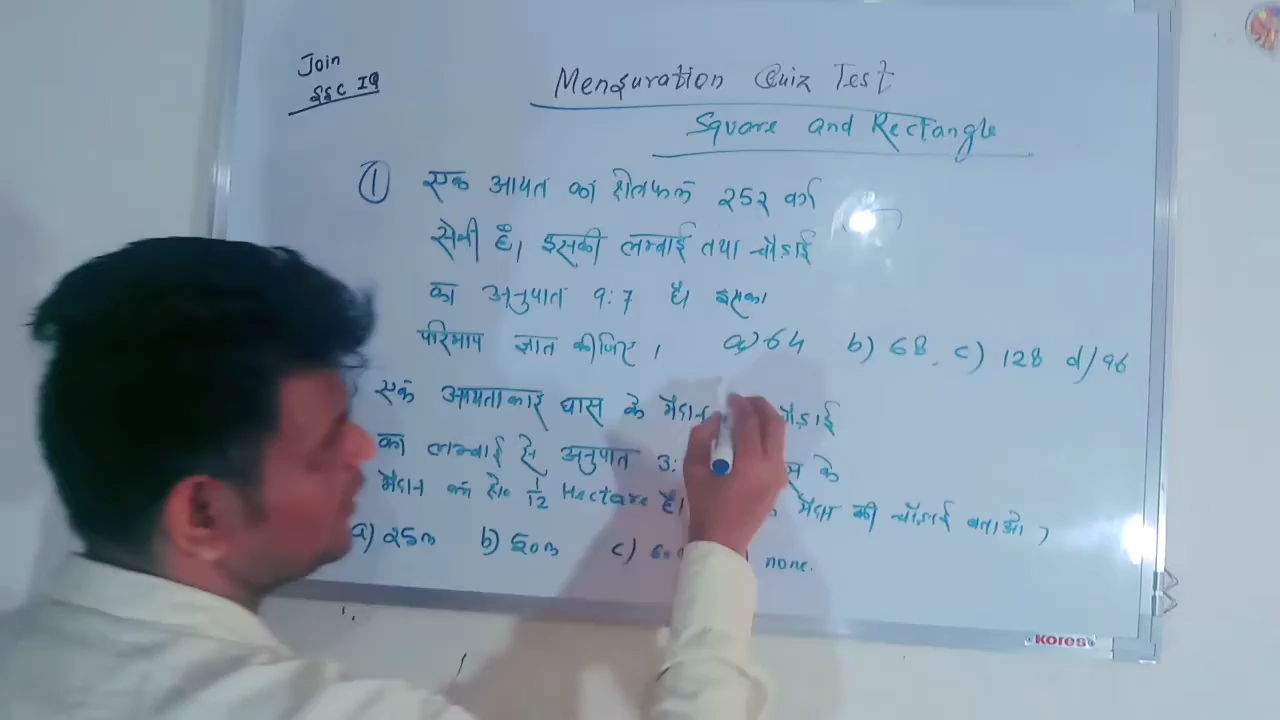 Join
SSC IQ
Mensuration Quiz Test
Square and Rectangle
① एक आयत का क्षेत्रफल 252 वर्ग
सेमी है। इसकी लम्बाई तथा चौड़ाई
का अनुपात 9:7 है। इसका
परिमाप ज्ञात कीजिए। a) 64 b) 68. c) 128 d) 96
एक आयताकार घास के मैदान चौड़ाई
का लम्बाई से अनुपात 3: के
मैदान का क्षे० 1/12 Hectare है। मैदान की चौड़ाई बताओ ?
a) 25m b) 50m c) none.
kores